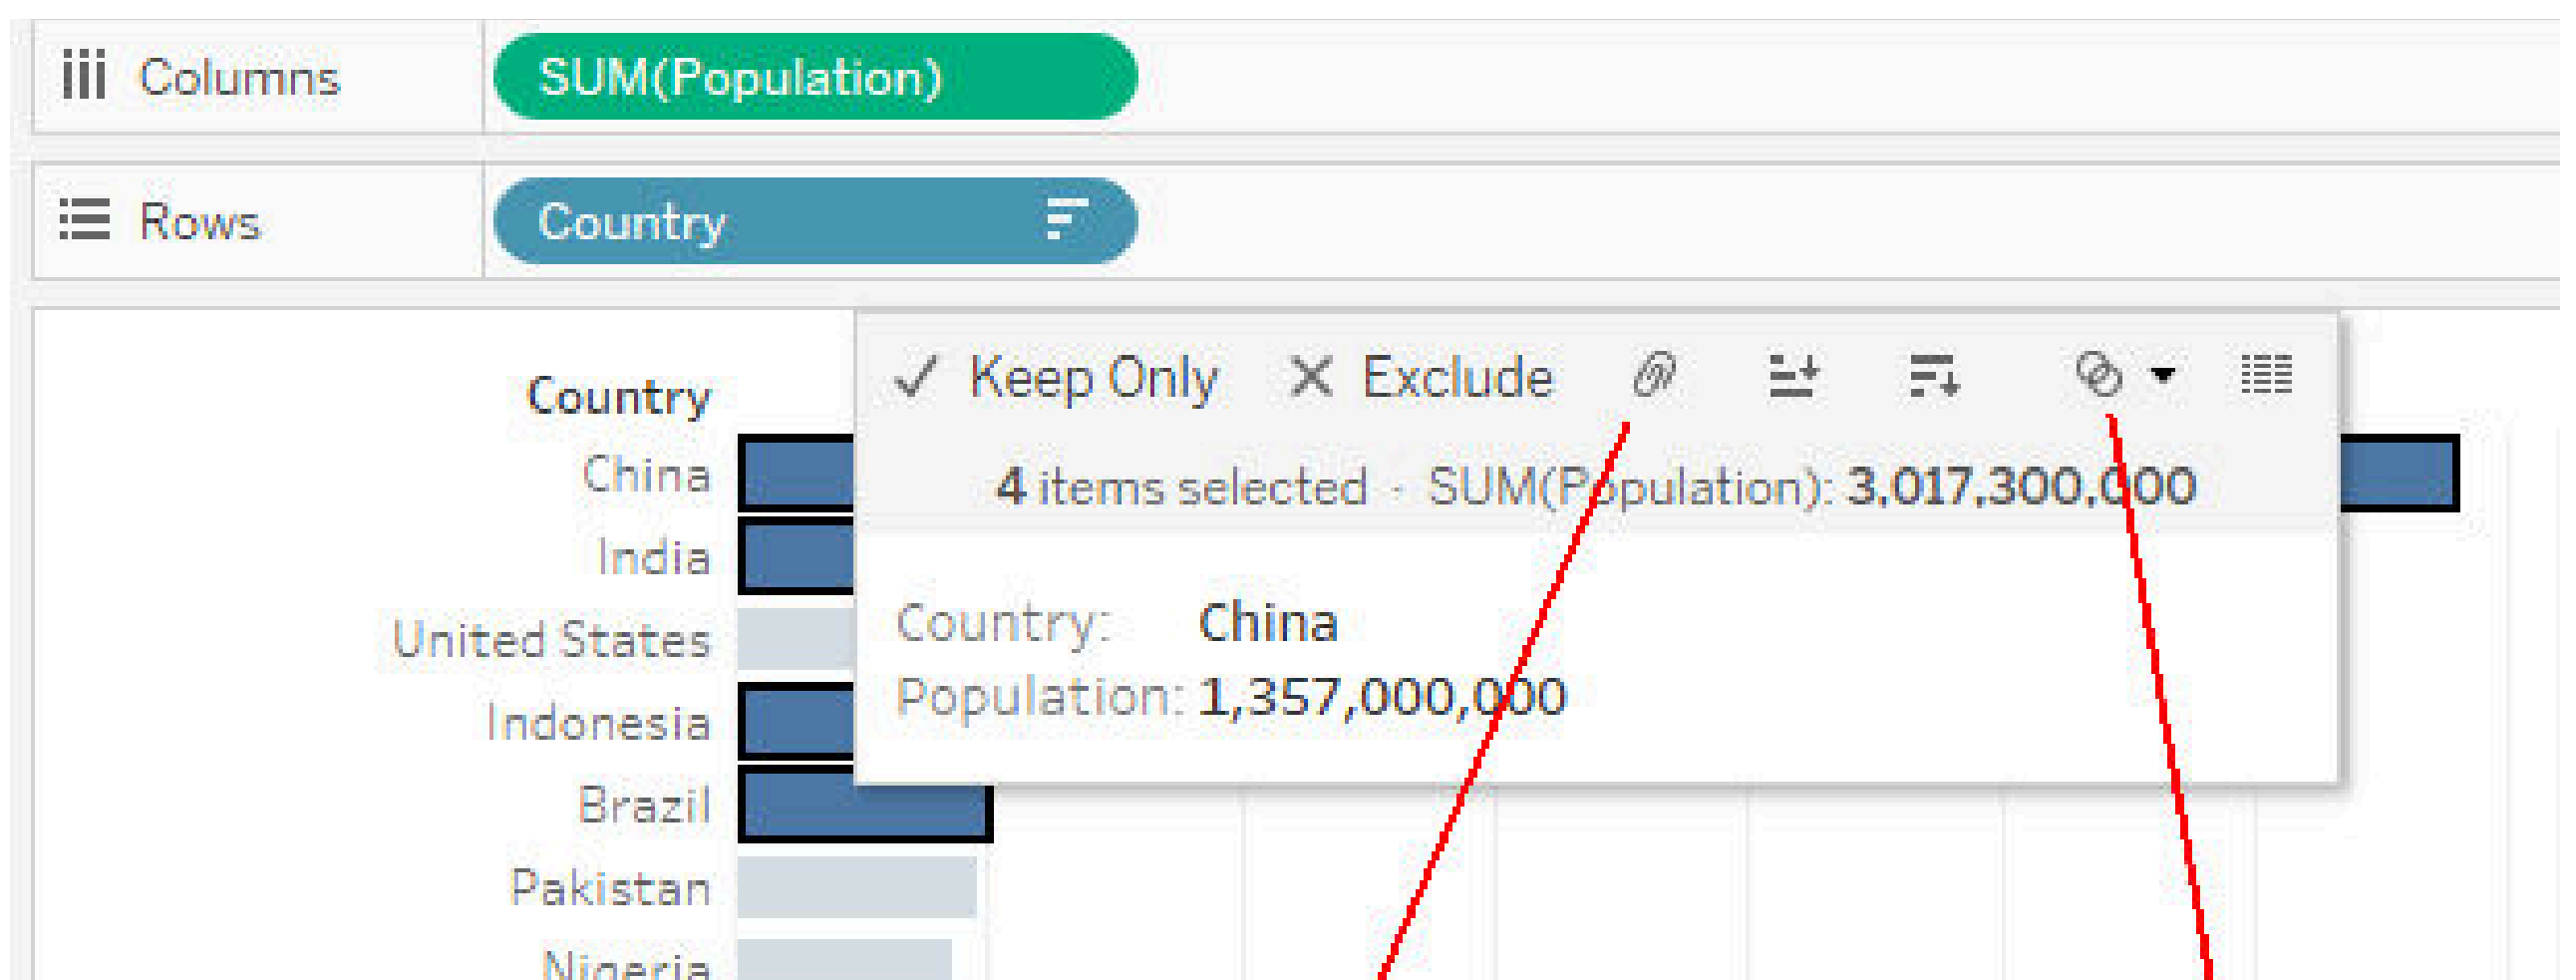 Columns SUM(Population)
Rows Country
Keep Only Exclude
Country
4 items selected - SUM(Population): 3,017,300,000
China
India
Country: China
United States
Population: 1,357,000,000
Indonesia
Brazil
Pakistan
Nigeria